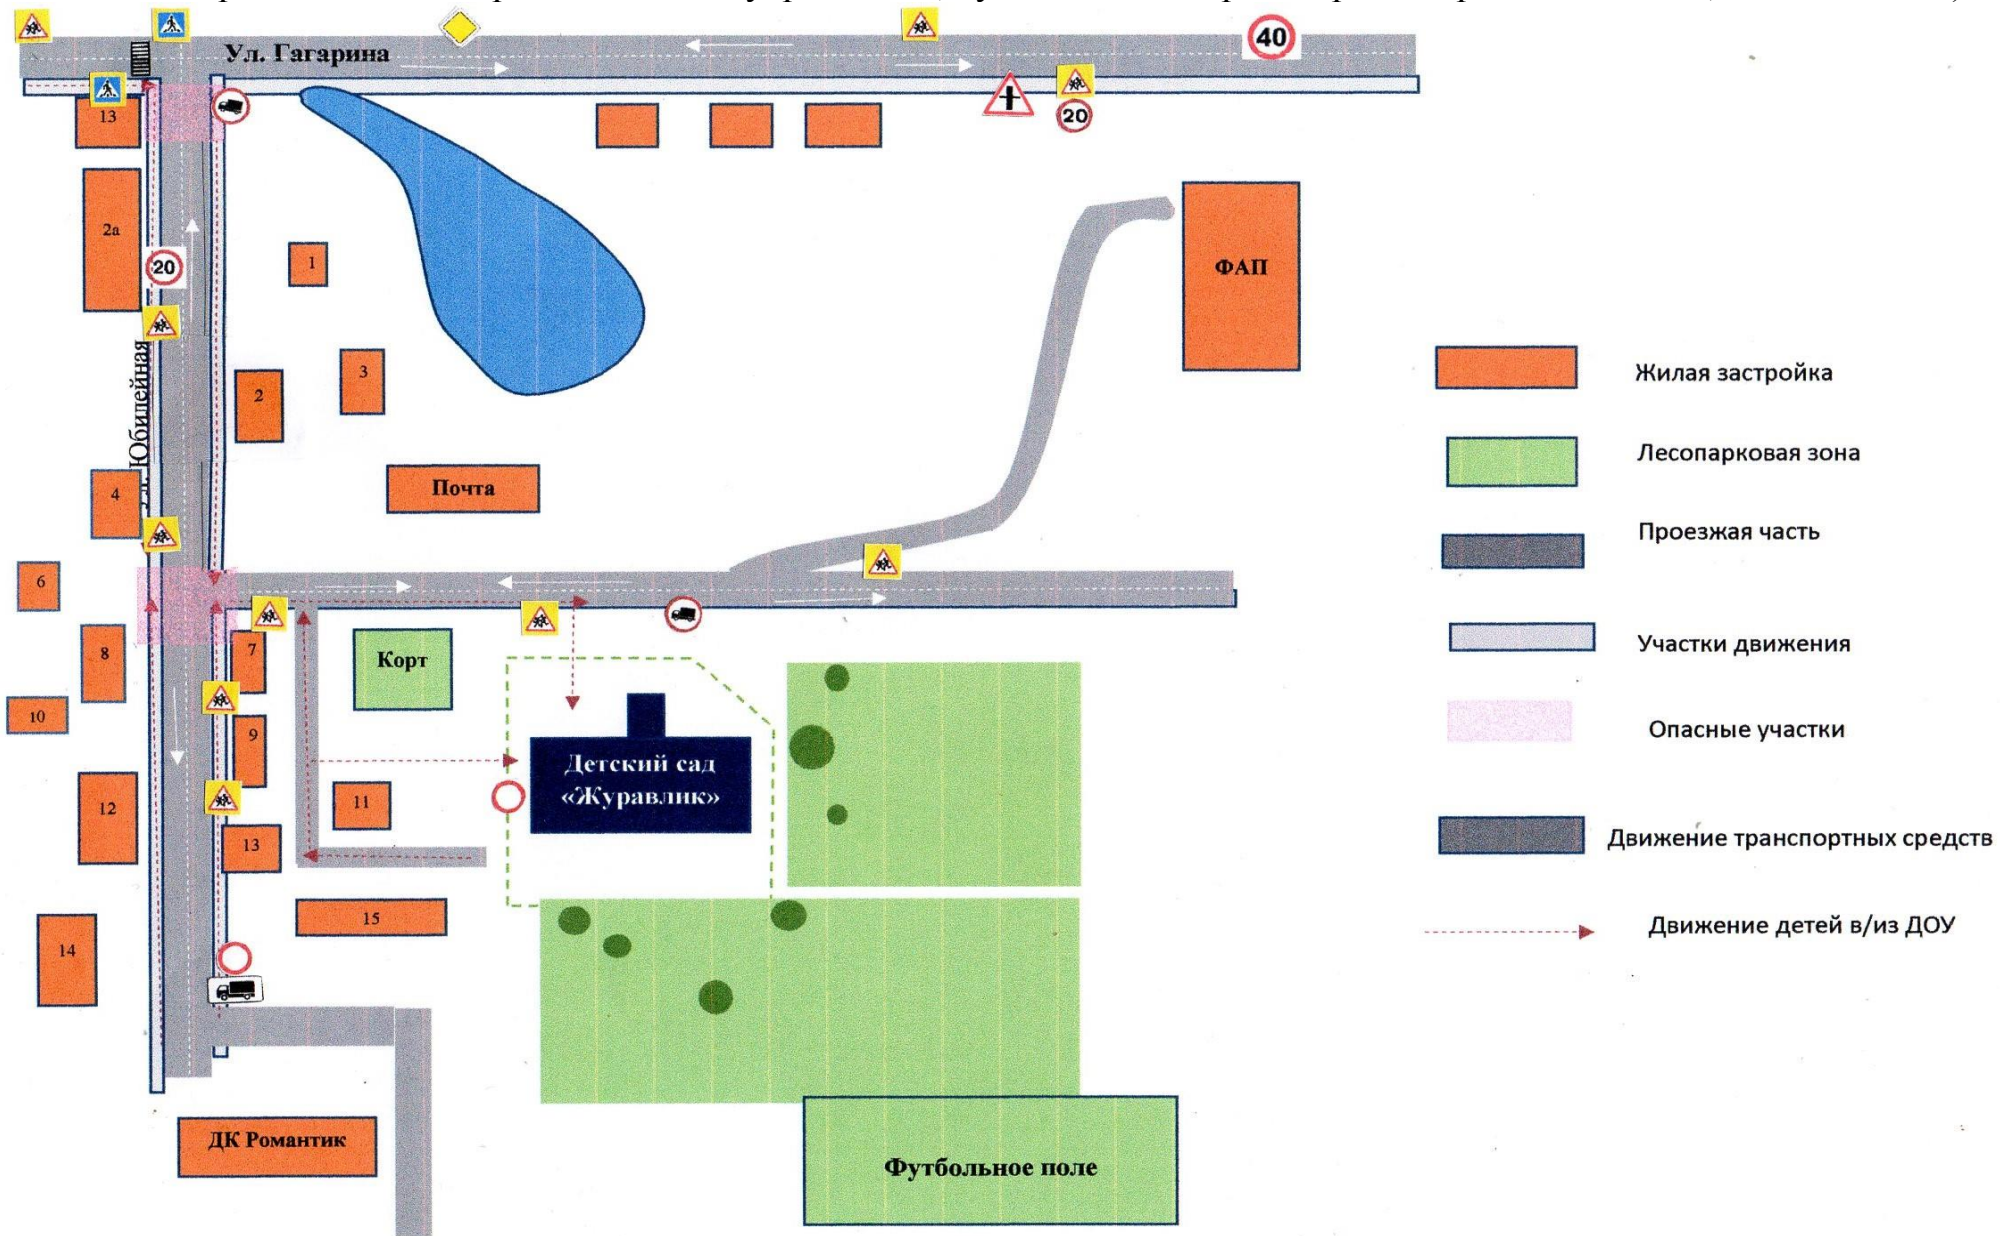 Ул. Гагарина
40
13
20
2а
1
ФАП
20
3
2
ул. Юбилейная
4
Почта
6
7
8
Корт
10
9
Детский сад
«Журавлик»
11
12
13
15
14
ДК Романтик
Футбольное поле
Жилая застройка
Лесопарковая зона
Проезжая часть
Участки движения
Опасные участки
Движение транспортных средств
Движение детей в/из ДОУ